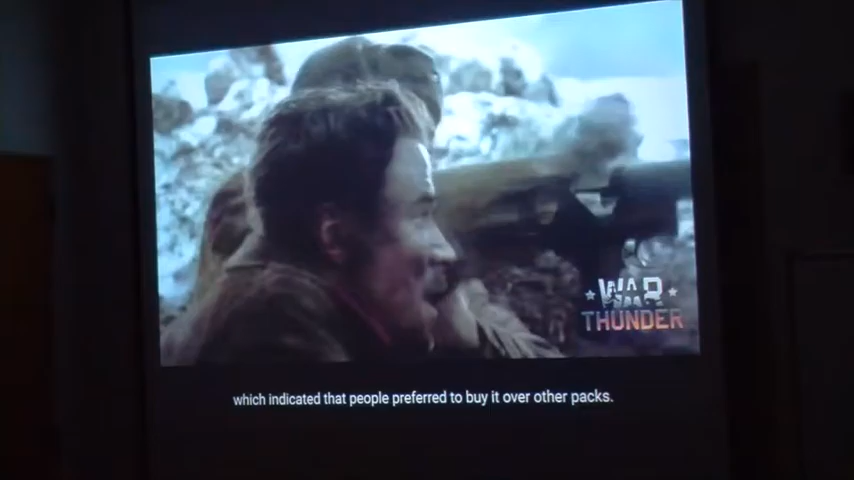 WAR
THUNDER
which indicated that people preferred to buy it over other packs.